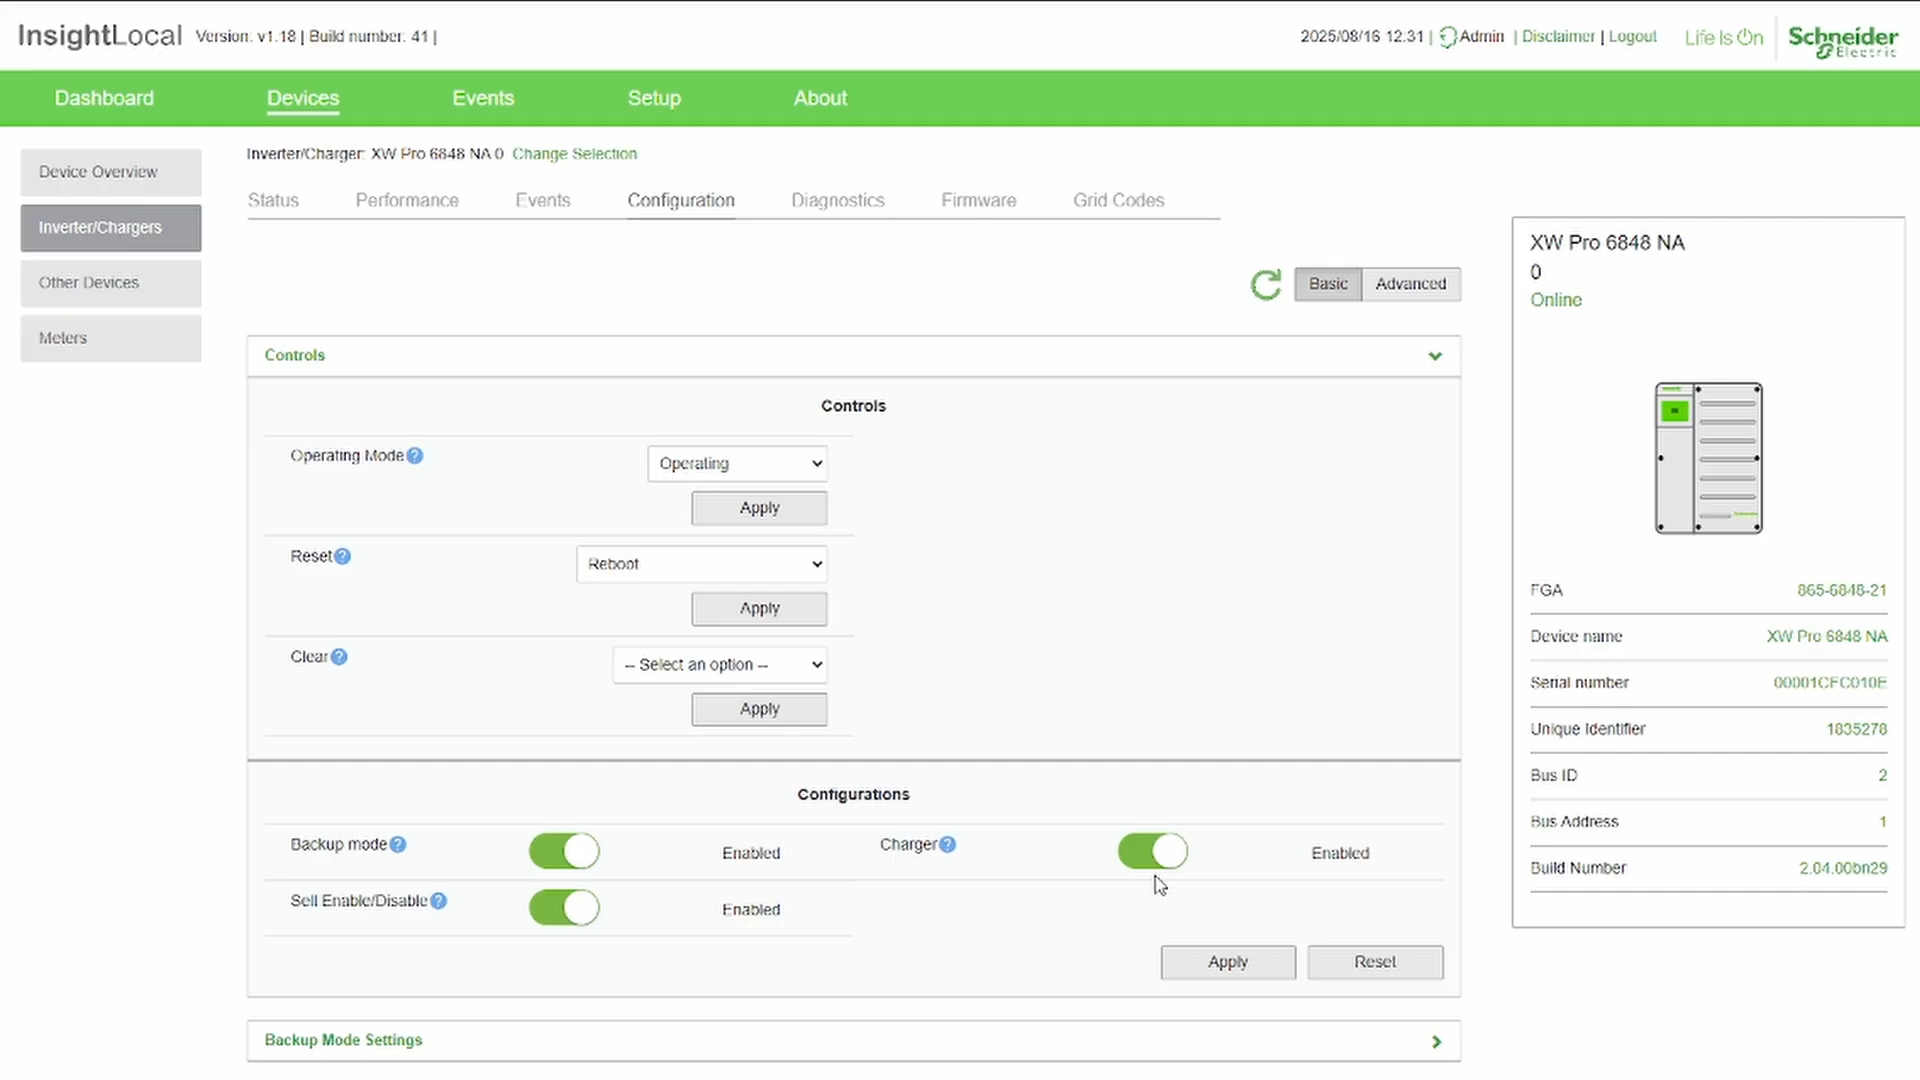 InsightLocal Version: v1.18 | Build number: 41 |
2025/08/16 12:31 | Admin | Disclaimer | Logout
Life Is On
Schneider
Electric
Dashboard Devices Events Setup About
Device Overview
Inverter/Chargers
Other Devices
Meters
Inverter/Charger: XW Pro 6848 NA 0 Change Selection
Status Performance Events Configuration Diagnostics Firmware Grid Codes
Basic Advanced
Controls
Controls
Operating Mode ? Operating
Apply
Reset ? Reboot
Apply
Clear ? -- Select an option --
Apply
Configurations
Backup mode ? Enabled Charger ? Enabled
Sell Enable/Disable ? Enabled
Apply Reset
Backup Mode Settings
XW Pro 6848 NA
0
Online
FGA 865-6848-21
Device name XW Pro 6848 NA
Serial number 00001CFC010E
Unique Identifier 1835278
Bus ID 2
Bus Address 1
Build Number 2.04.00bn29